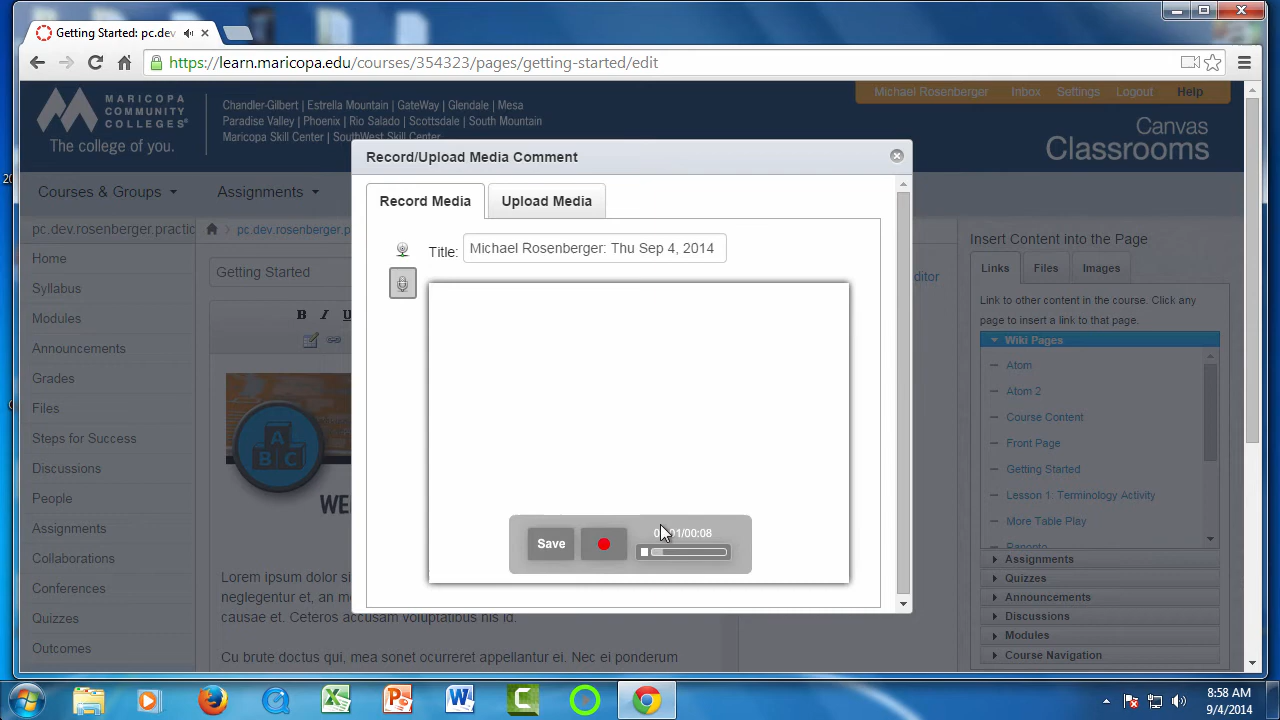 Getting Started: pc.dev
https://learn.maricopa.edu/courses/354323/pages/getting-started/edit
MARICOPA
COMMUNITY
COLLEGES®
The college of you.
Chandler-Gilbert | Estrella Mountain | GateWay | Glendale | Mesa
Paradise Valley | Phoenix | Rio Salado | Scottsdale | South Mountain
Maricopa Skill Center | SouthWest Skill Center
Michael Rosenberger Inbox Settings Logout Help
Canvas
Classrooms
Courses & Groups Assignments
pc.dev.rosenberger.practic
pc.dev.rosenberger.p
Home
Syllabus
Modules
Announcements
Grades
Files
Steps for Success
Discussions
People
Assignments
Collaborations
Conferences
Quizzes
Outcomes
Getting Started
B I U
A
B C
WE
Lorem ipsum dolor si
neglegentur et, an me
causae et. Ceteros accusam voluptatibus his id.
Cu brute doctus qui, mea sonet ocurreret appellantur ei. Nec ei ponderum
Record/Upload Media Comment
Record Media
Upload Media
Title: Michael Rosenberger: Thu Sep 4, 2014
Save
/00:08
Insert Content into the Page
Links Files Images
Link to other content in the course. Click any
page to insert a link to that page.
Wiki Pages
Atom
Atom 2
Course Content
Front Page
Getting Started
Lesson 1: Terminology Activity
More Table Play
Assignments
Quizzes
Announcements
Discussions
Modules
Course Navigation
8:58 AM
9/4/2014